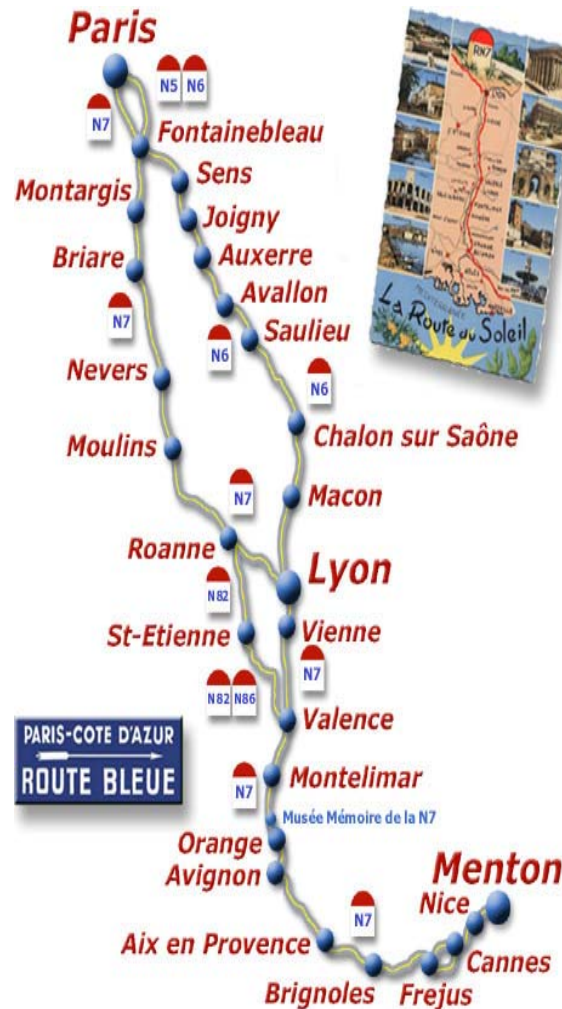 Paris
N5 N6
N7
Fontainebleau
Sens
Montargis
Joigny
Auxerre
Briare
Avallon
N7
Saulieu
N6
Nevers
N6
Chalon sur Saône
Moulins
Macon
N7
Roanne
Lyon
N82
St-Etienne
Vienne
N7
N82 N86
Valence
PARIS-COTE D'AZUR
ROUTE BLEUE
Montelimar
N7
Musée Mémoire de la N7
Orange
Avignon
Menton
Nice
N7
Aix en Provence
Cannes
Brignoles
Frejus
RN7
LYON
MEDITERRANEE
La Route du Soleil